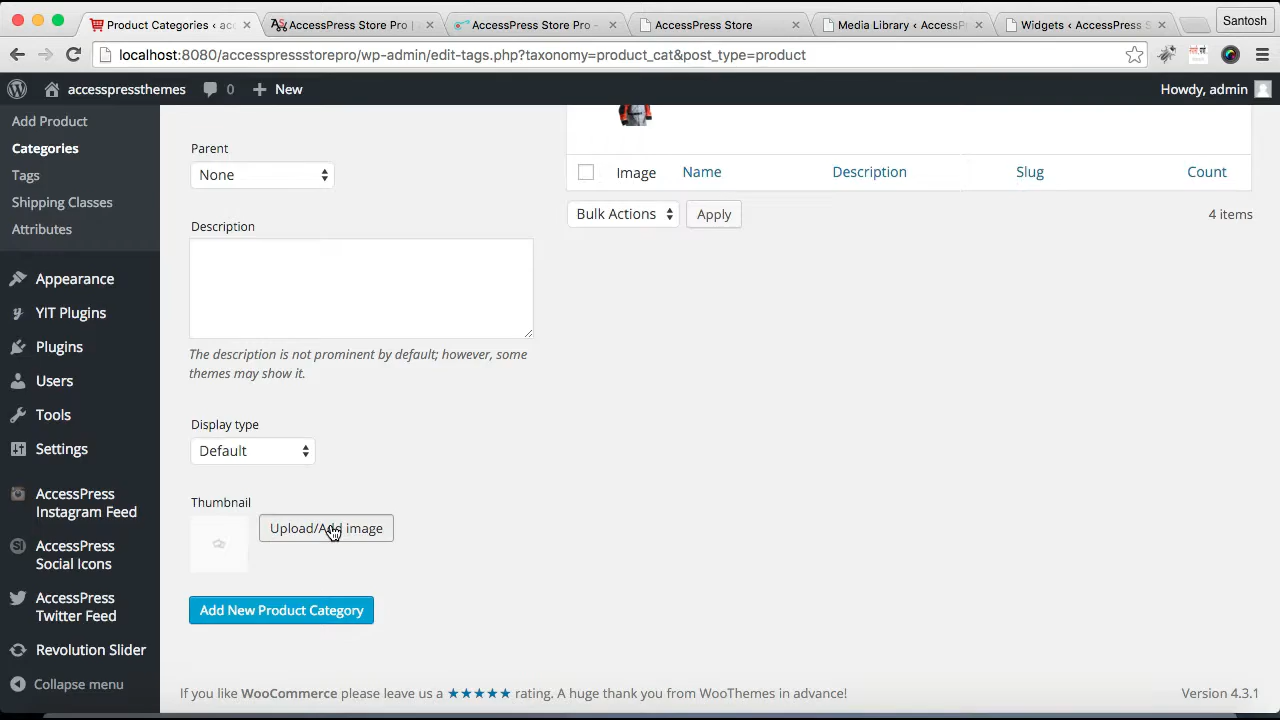 Product Categories ‹ ac
AccessPress Store Pro |
AccessPress Store Pro -
AccessPress Store
Media Library ‹ AccessP
Widgets ‹ AccessPress S
Santosh
localhost:8080/accesspressstorepro/wp-admin/edit-tags.php?taxonomy=product_cat&post_type=product
accesspressthemes
0
New
Howdy, admin
Add Product
Categories
Tags
Shipping Classes
Attributes
Appearance
YIT Plugins
Plugins
Users
Tools
Settings
AccessPress
Instagram Feed
AccessPress
Social Icons
AccessPress
Twitter Feed
Revolution Slider
Collapse menu
Parent
None
Description
The description is not prominent by default; however, some
themes may show it.
Display type
Default
Thumbnail
Upload/Add image
Add New Product Category
Image Name Description Slug Count
Bulk Actions Apply 4 items
If you like WooCommerce please leave us a ★★★★★ rating. A huge thank you from WooThemes in advance!
Version 4.3.1